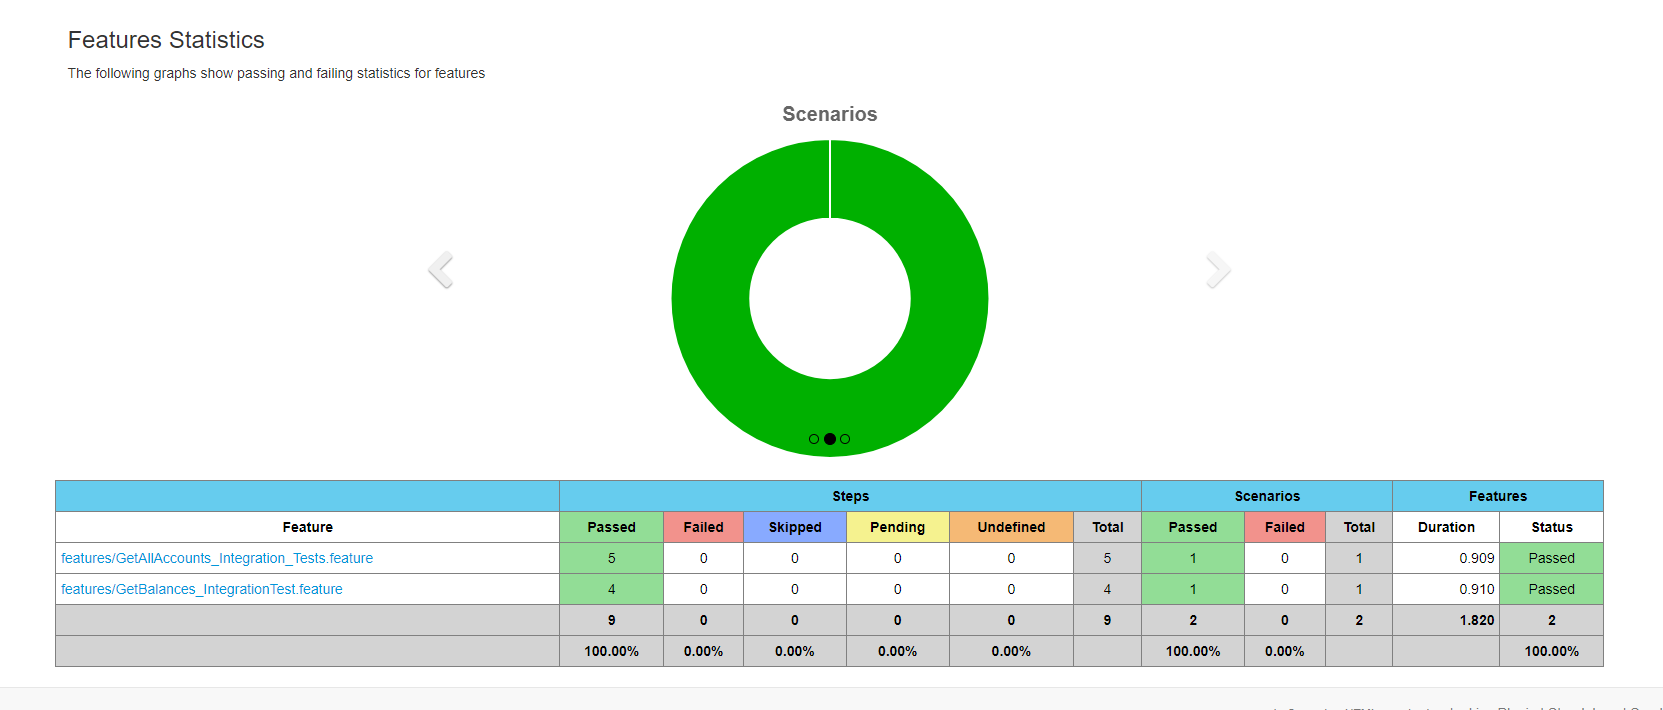 Features Statistics
The following graphs show passing and failing statistics for features
Scenarios
Steps Scenarios Features
Feature Passed Failed Skipped Pending Undefined Total Passed Failed Total Duration Status
features/GetAllAccounts_Integration_Tests.feature 5 0 0 0 0 5 1 0 1 0.909 Passed
features/GetBalances_IntegrationTest.feature 4 0 0 0 0 4 1 0 1 0.910 Passed
9 0 0 0 0 9 2 0 2 1.820 2
100.00% 0.00% 0.00% 0.00% 0.00% 100.00% 0.00% 100.00%